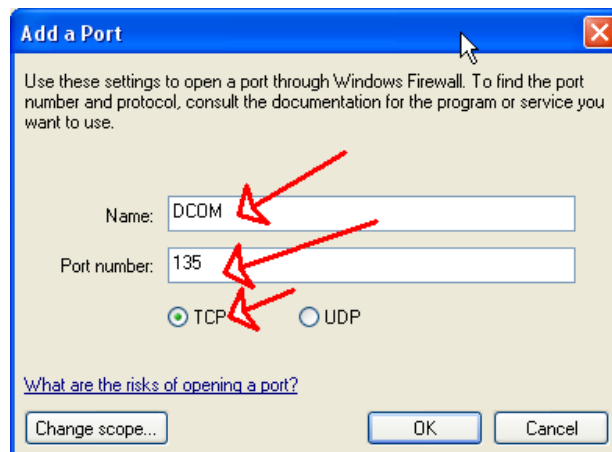 Add a Port
Use these settings to open a port through Windows Firewall. To find the port
number and protocol, consult the documentation for the program or service you
want to use.
Name: DCOM
Port number: 135
TCP UDP
What are the risks of opening a port?
Change scope... OK Cancel